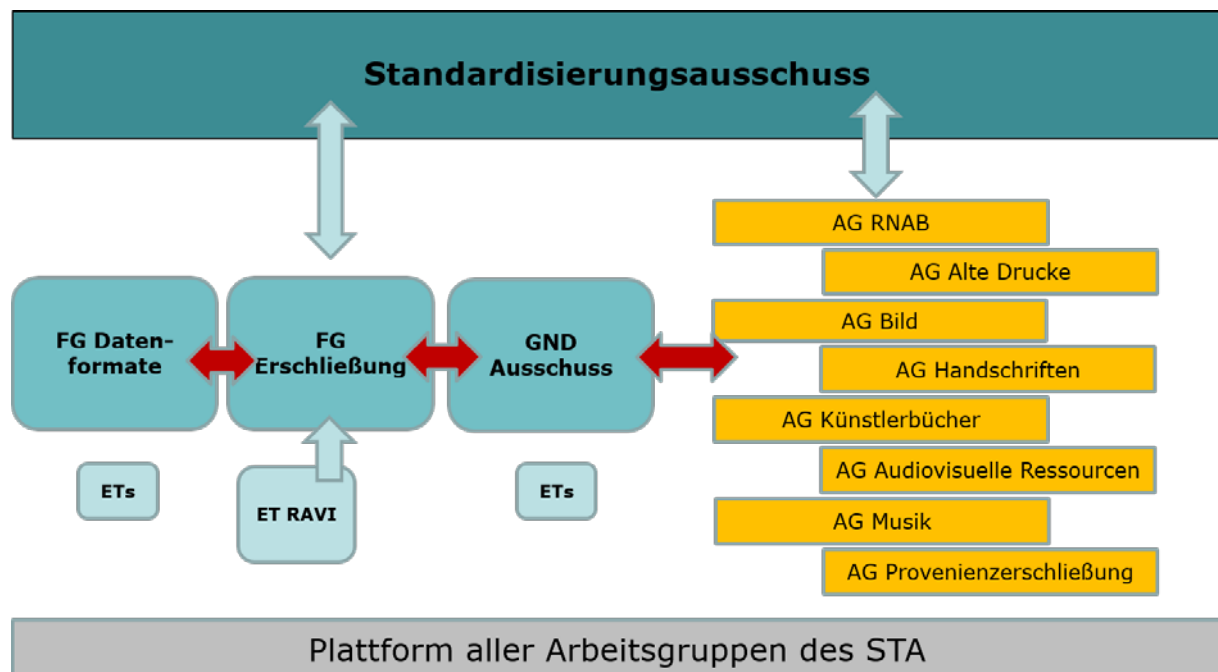 Standardisierungsausschuss
FG Daten-
formate
FG
Erschließung
GND
Ausschuss
ETs
ET RAVI
ETs
AG RNAB
AG Alte Drucke
AG Bild
AG Handschriften
AG Künstlerbücher
AG Audiovisuelle Ressourcen
AG Musik
AG Provenienzerschließung
Plattform aller Arbeitsgruppen des STA